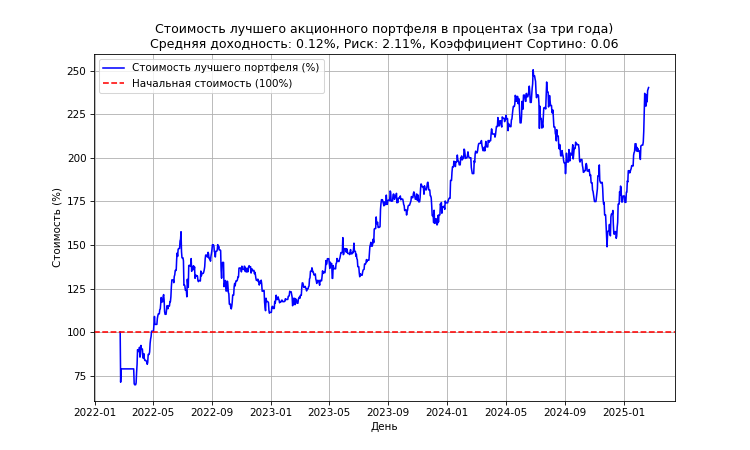 Стоимость лучшего акционного портфеля в процентах (за три года)
Средняя доходность: 0.12%, Риск: 2.11%, Коэффициент Сортино: 0.06
Стоимость лучшего портфеля (%)
Начальная стоимость (100%)
Стоимость (%)
250
225
200
175
150
125
100
75
2022-01 2022-05 2022-09 2023-01 2023-05 2023-09 2024-01 2024-05 2024-09 2025-01
День